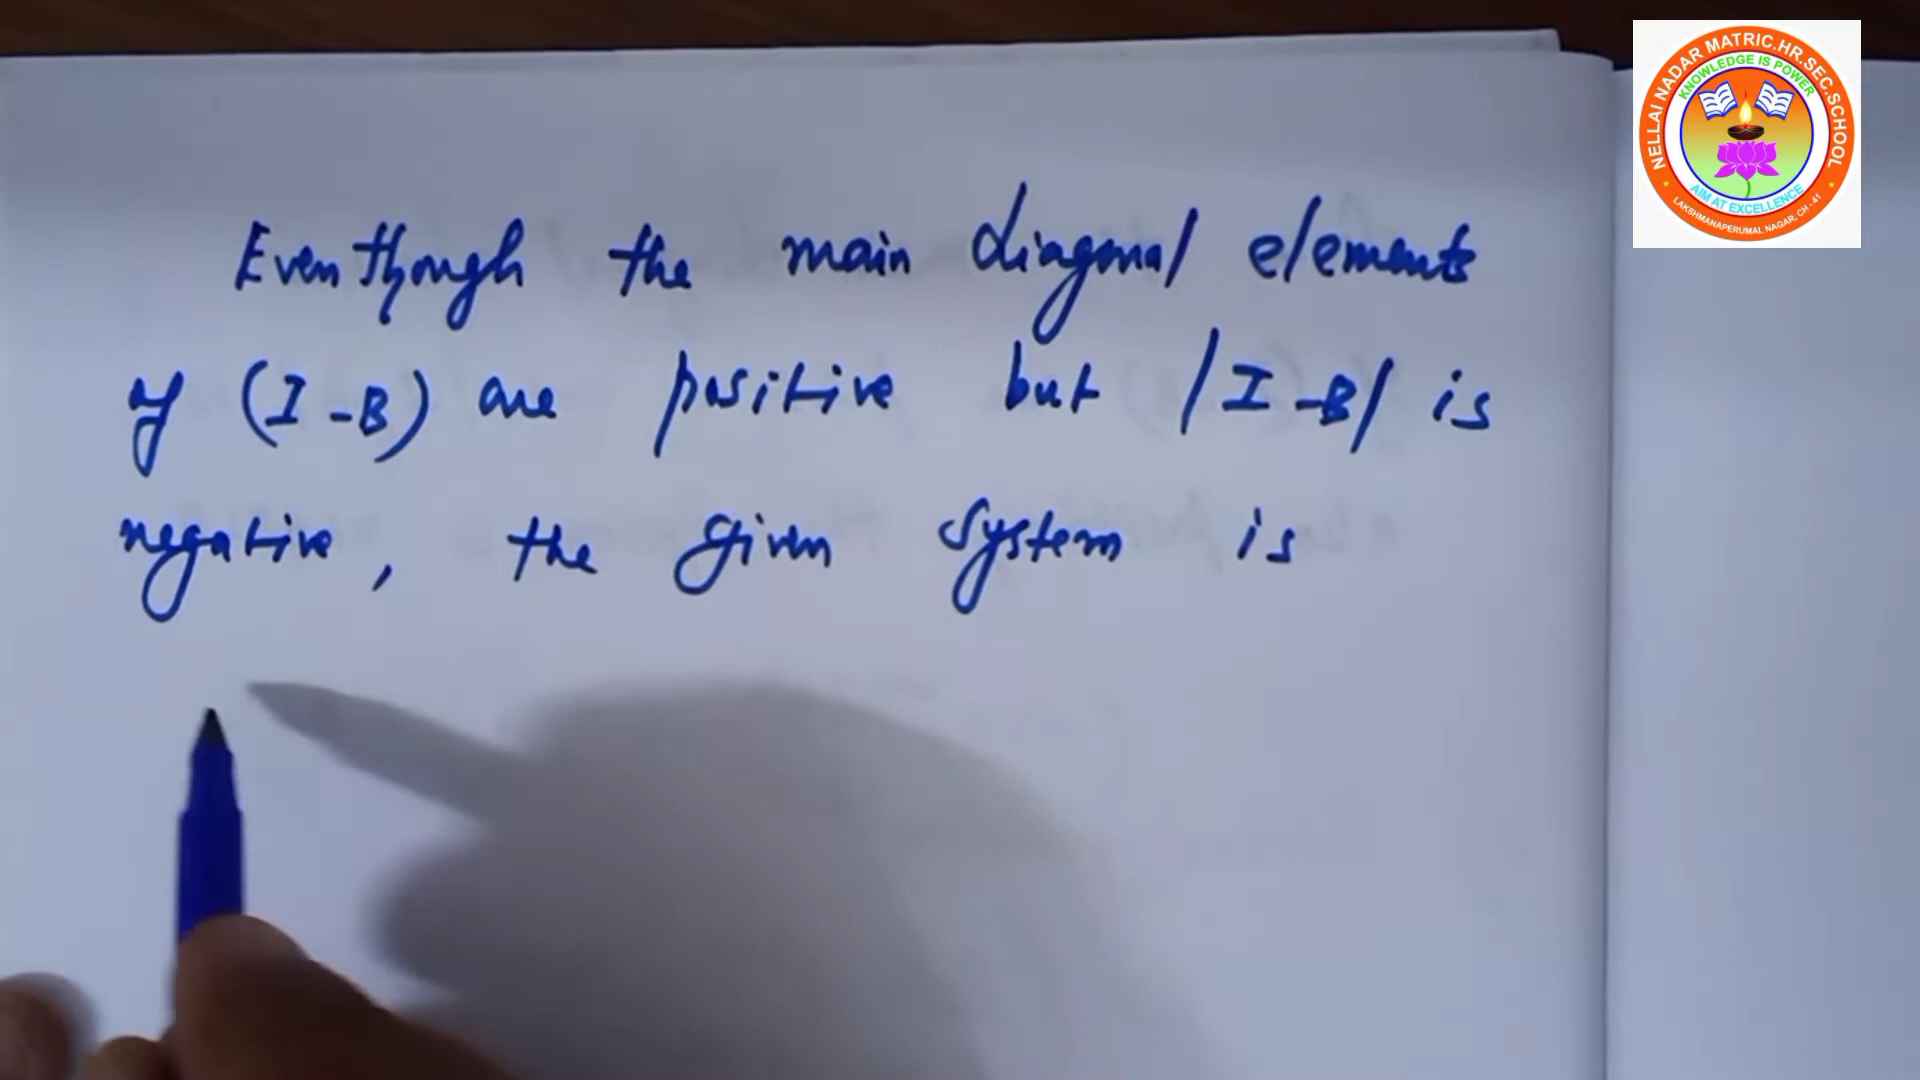 NELLAI NADAR MATRIC.HR.SEC.SCHOOL
KNOWLEDGE IS POWER
AIM AT EXCELLENCE
LAKSHMANAPERUMAL NAGAR, CH - 41
Eventhough the main diagonal elements
of (I-B) are positive but |I-B| is
negative, the given system is